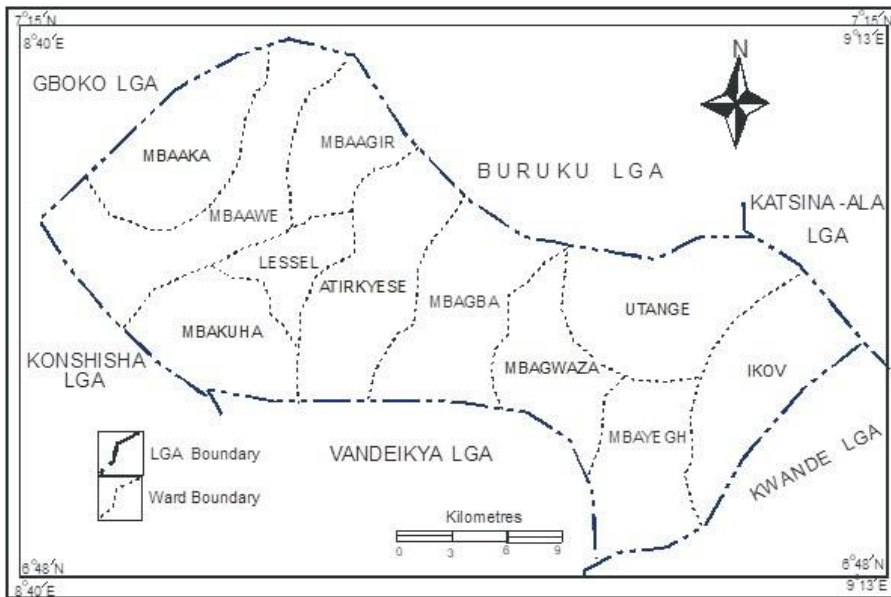 7°15′N
8°40′E
7°15′N
9°13′E
N
GBOKO LGA
MBAAKA
MBAAGIR
BURUKU LGA
KATSINA-ALA
LGA
MBAAWE
LESSEL
ATIRKYESE
MBAGBA
UTANGE
MBAKUHA
KONSHISHA
LGA
MBAGWAZA
IKOV
MBAYEGH
KWANDE LGA
VANDEIKYA LGA
LGA Boundary
Ward Boundary
Kilometres
0 3 6 9
6°48′N
8°40′E
6°48′N
9°13′E